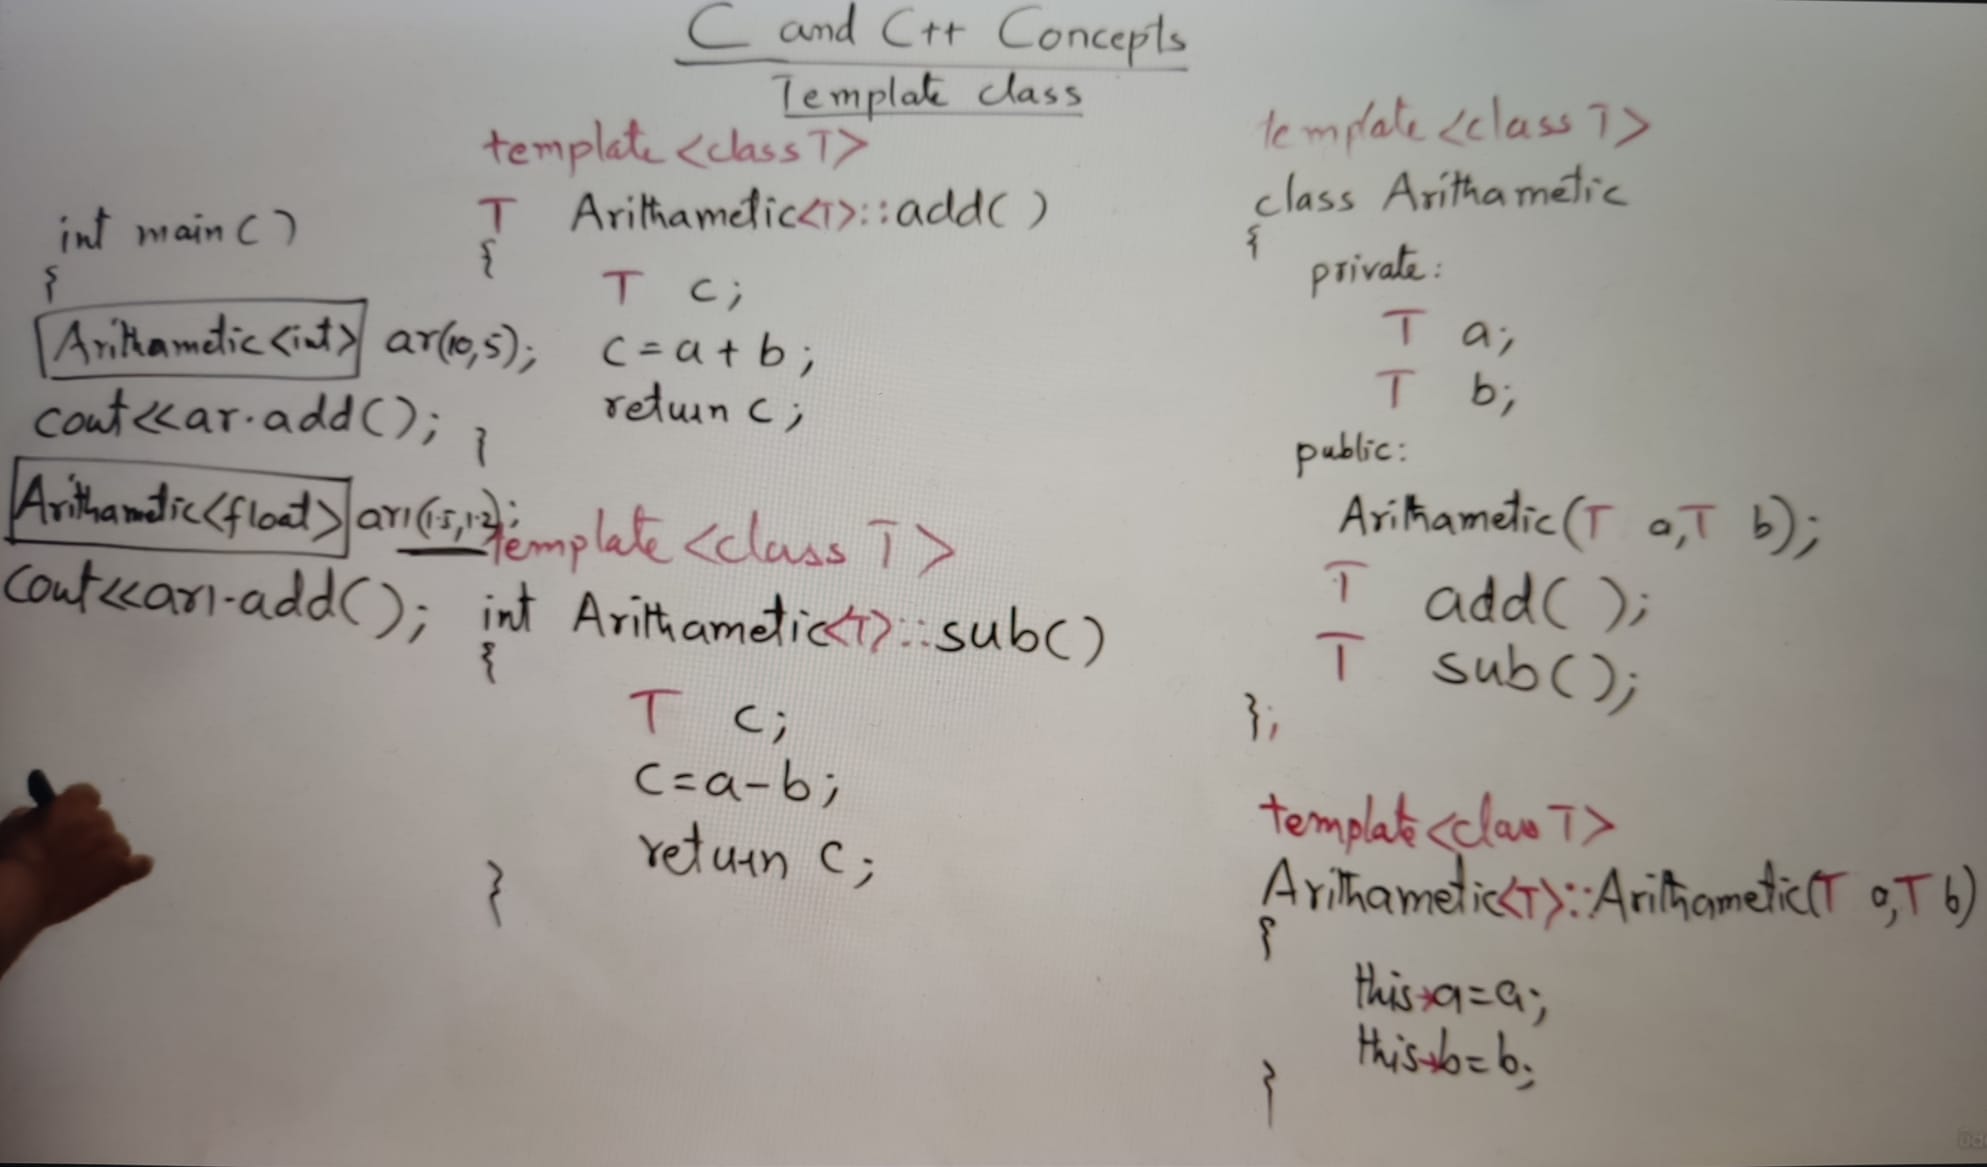 C and C++ Concepts
Template class
int main()
{
Arithametic<int> ar(10,5);
cout<<ar.add();
Arithametic<float> ar1(1.5,1.2);
cout<<ar1.add();
template<class T>
T Arithametic<T>::add()
{
T c;
c=a+b;
return c;
}
template<class T>
int Arithametic<T>::sub()
{
T c;
c=a-b;
return c;
}
template<class T>
class Arithametic
{
private:
T a;
T b;
public:
Arithametic(T a,T b);
T add();
T sub();
};
template<class T>
Arithametic<T>::Arithametic(T a,T b)
{
this->a=a;
this->b=b;
}